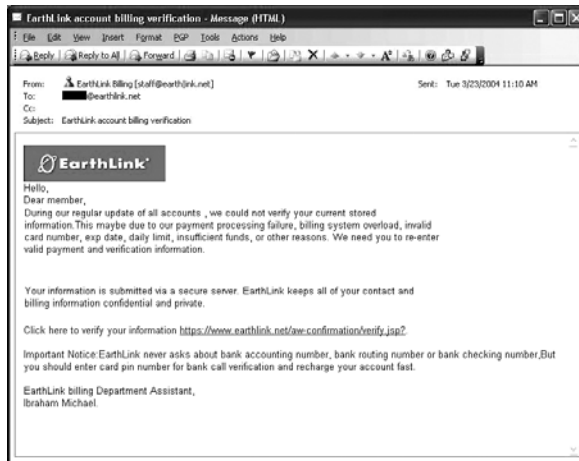 EarthLink account billing verification - Message (HTML)
File Edit View Insert Format PGP Tools Actions Help
Reply Reply to All Forward
From: EarthLink Billing [staff@earthlink.net] Sent: Tue 3/23/2004 11:10 AM
To: @earthlink.net
Cc:
Subject: EarthLink account billing verification
EarthLink
Hello,
Dear member,
During our regular update of all accounts , we could not verify your current stored
information.This maybe due to our payment processing failure, billing system overload, invalid
card number, exp date, daily limit, insufficient funds, or other reasons. We need you to re-enter
valid payment and verification information.
Your information is submitted via a secure server. EarthLink keeps all of your contact and
billing information confidential and private.
Click here to verify your information https://www.earthlink.net/aw-confirmation/verify.jsp?.
Important Notice:EarthLink never asks about bank accounting number, bank routing number or bank checking number,But
you should enter card pin number for bank call verification and recharge your account fast.
EarthLink billing Department Assistant,
Ibraham Michael.